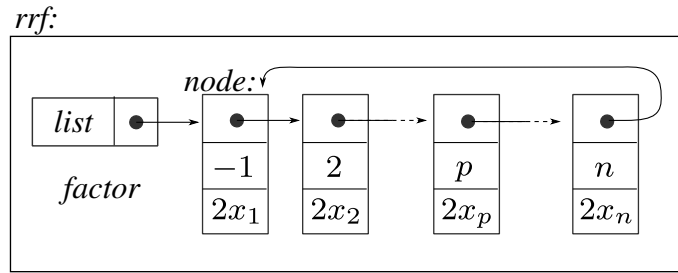 rrf:
node:
list
−1 2 p n
factor
2x₁ 2x₂ 2xₚ 2xₙ